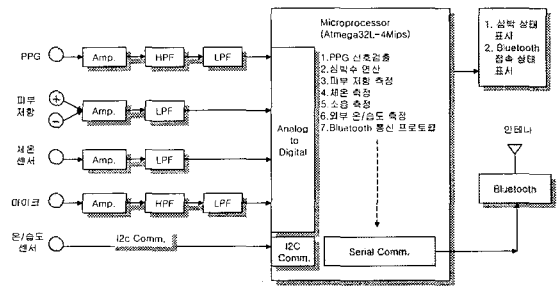 Microprocessor
(Atmega32L-4Mips)
1.PPG 신호검출
2.심박수 연산
3.피부 저항 측정
4.체온 측정
5.소음 측정
6.외부 온/습도 측정
7.Bluetooth 통신 프로토콜
1. 심박 상태
표시
2. Bluetooth
접속 상태
표시
PPG
Amp.
HPF
LPF
피부
저항
+
−
Amp.
LPF
Analog
to
Digital
체온
센서
Amp.
LPF
안테나
Bluetooth
마이크
Amp.
HPF
LPF
온/습도
센서
I2c Comm.
I2C
Comm.
Serial Comm.